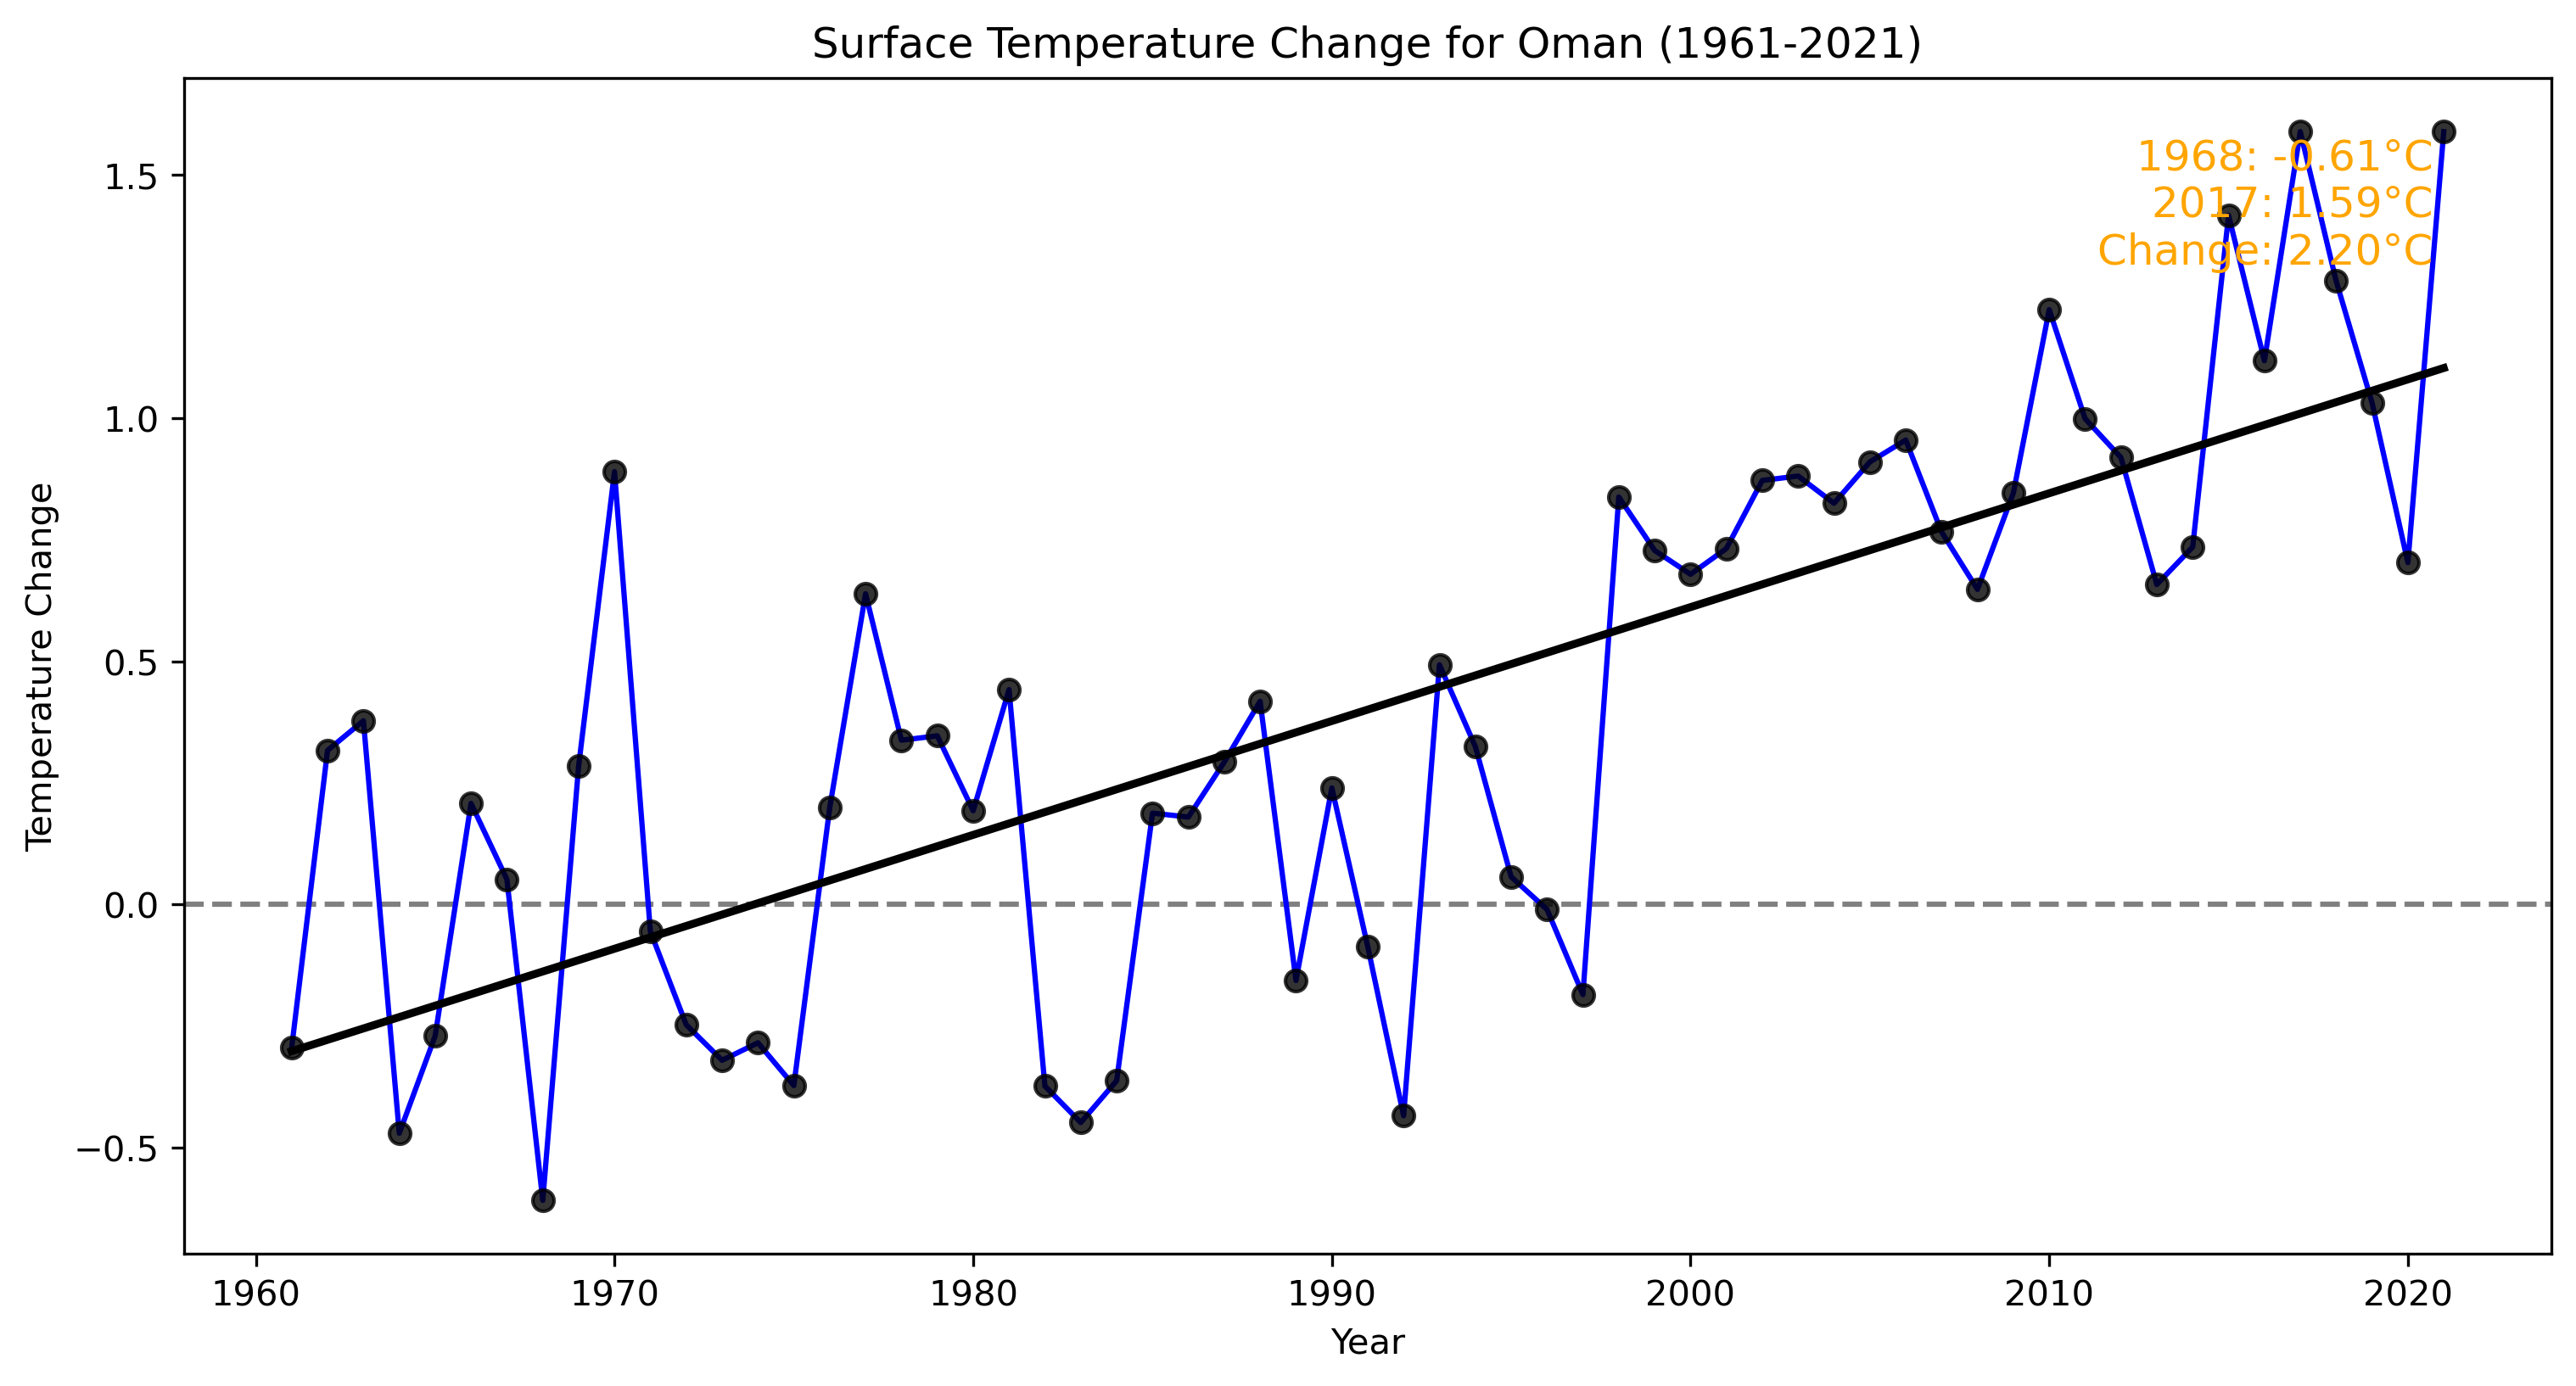 Surface Temperature Change for Oman (1961-2021)
1968: -0.61°C
2017: 1.59°C
Change: 2.20°C
Temperature Change
1.5
1.0
0.5
0.0
−0.5
1960 1970 1980 1990 2000 2010 2020
Year